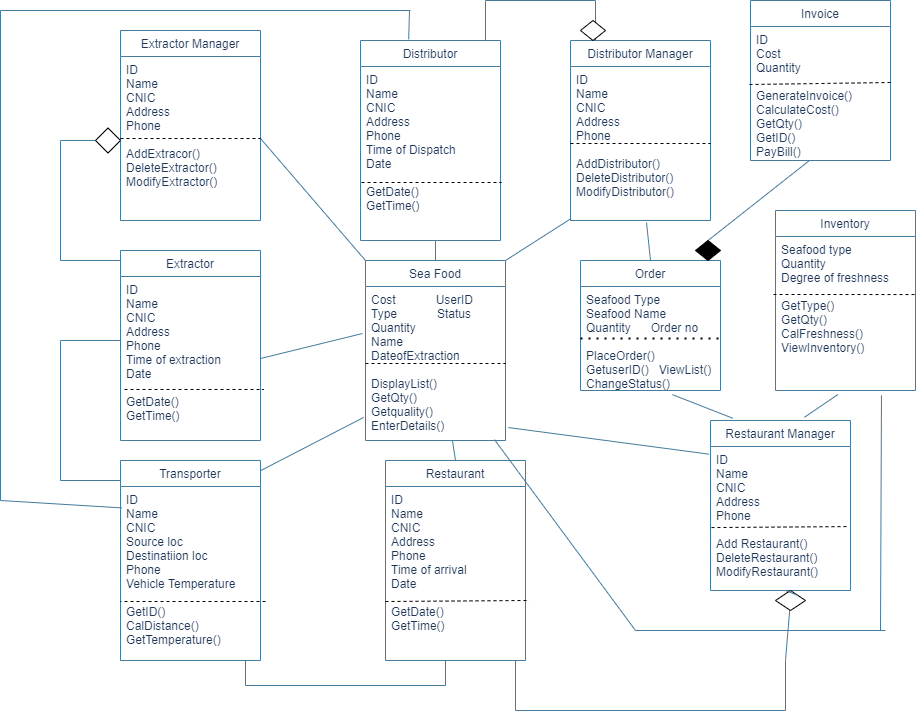 Extractor Manager
ID
Name
CNIC
Address
Phone
AddExtracor()
DeleteExtractor()
ModifyExtractor()
Distributor
ID
Name
CNIC
Address
Phone
Time of Dispatch
Date
GetDate()
GetTime()
Distributor Manager
ID
Name
CNIC
Address
Phone
AddDistributor()
DeleteDistributor()
ModifyDistributor()
Invoice
ID
Cost
Quantity
GenerateInvoice()
CalculateCost()
GetQty()
GetID()
PayBill()
Extractor
ID
Name
CNIC
Address
Phone
Time of extraction
Date
GetDate()
GetTime()
Sea Food
Cost UserID
Type Status
Quantity
Name
DateofExtraction
DisplayList()
GetQty()
Getquality()
EnterDetails()
Order
Seafood Type
Seafood Name
Quantity Order no
PlaceOrder()
GetuserID() ViewList()
ChangeStatus()
Inventory
Seafood type
Quantity
Degree of freshness
GetType()
GetQty()
CalFreshness()
ViewInventory()
Transporter
ID
Name
CNIC
Source loc
Destinatiion loc
Phone
Vehicle Temperature
GetID()
CalDistance()
GetTemperature()
Restaurant
ID
Name
CNIC
Address
Phone
Time of arrival
Date
GetDate()
GetTime()
Restaurant Manager
ID
Name
CNIC
Address
Phone
Add Restaurant()
DeleteRestaurant()
ModifyRestaurant()